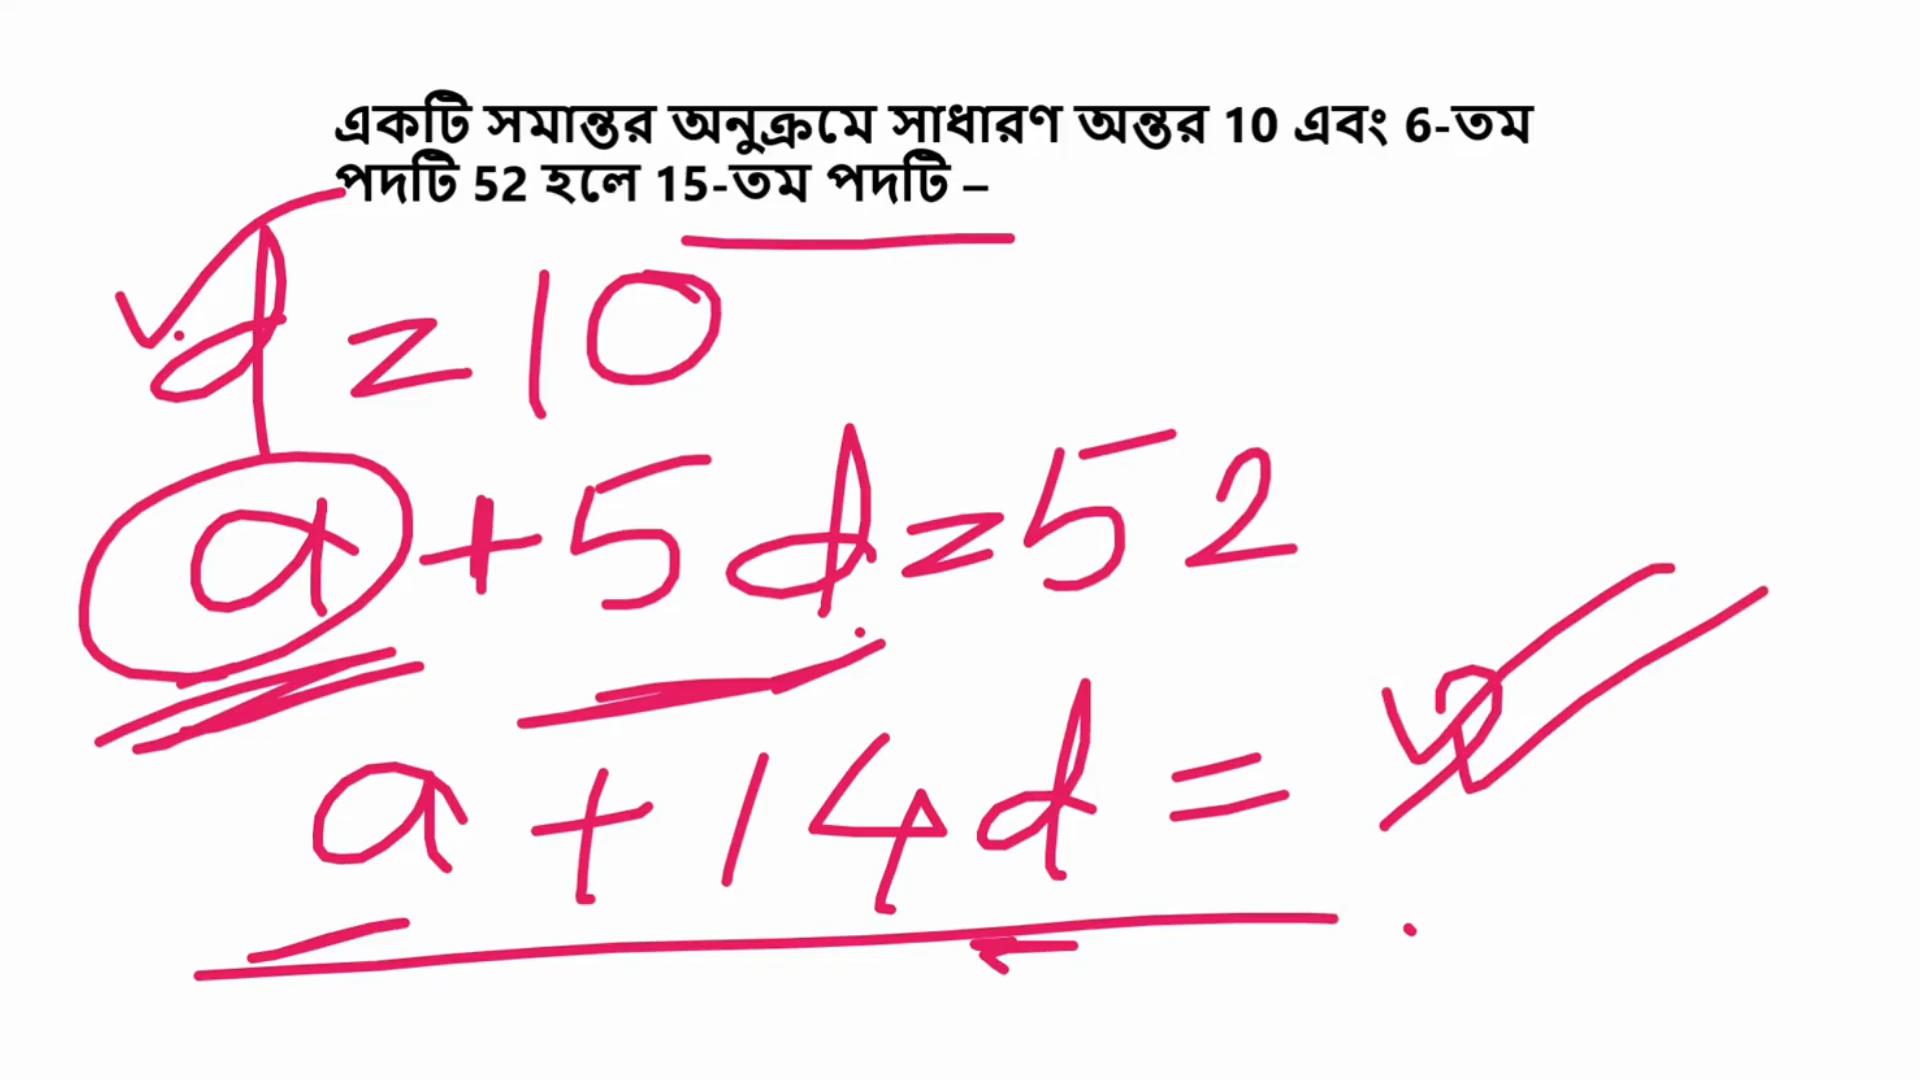 একটি সমান্তর অনুক্রমে সাধারণ অন্তর 10 এবং 6-তম
পদটি 52 হলে 15-তম পদটি –
d = 10
a + 5d = 52
a + 14d = ?